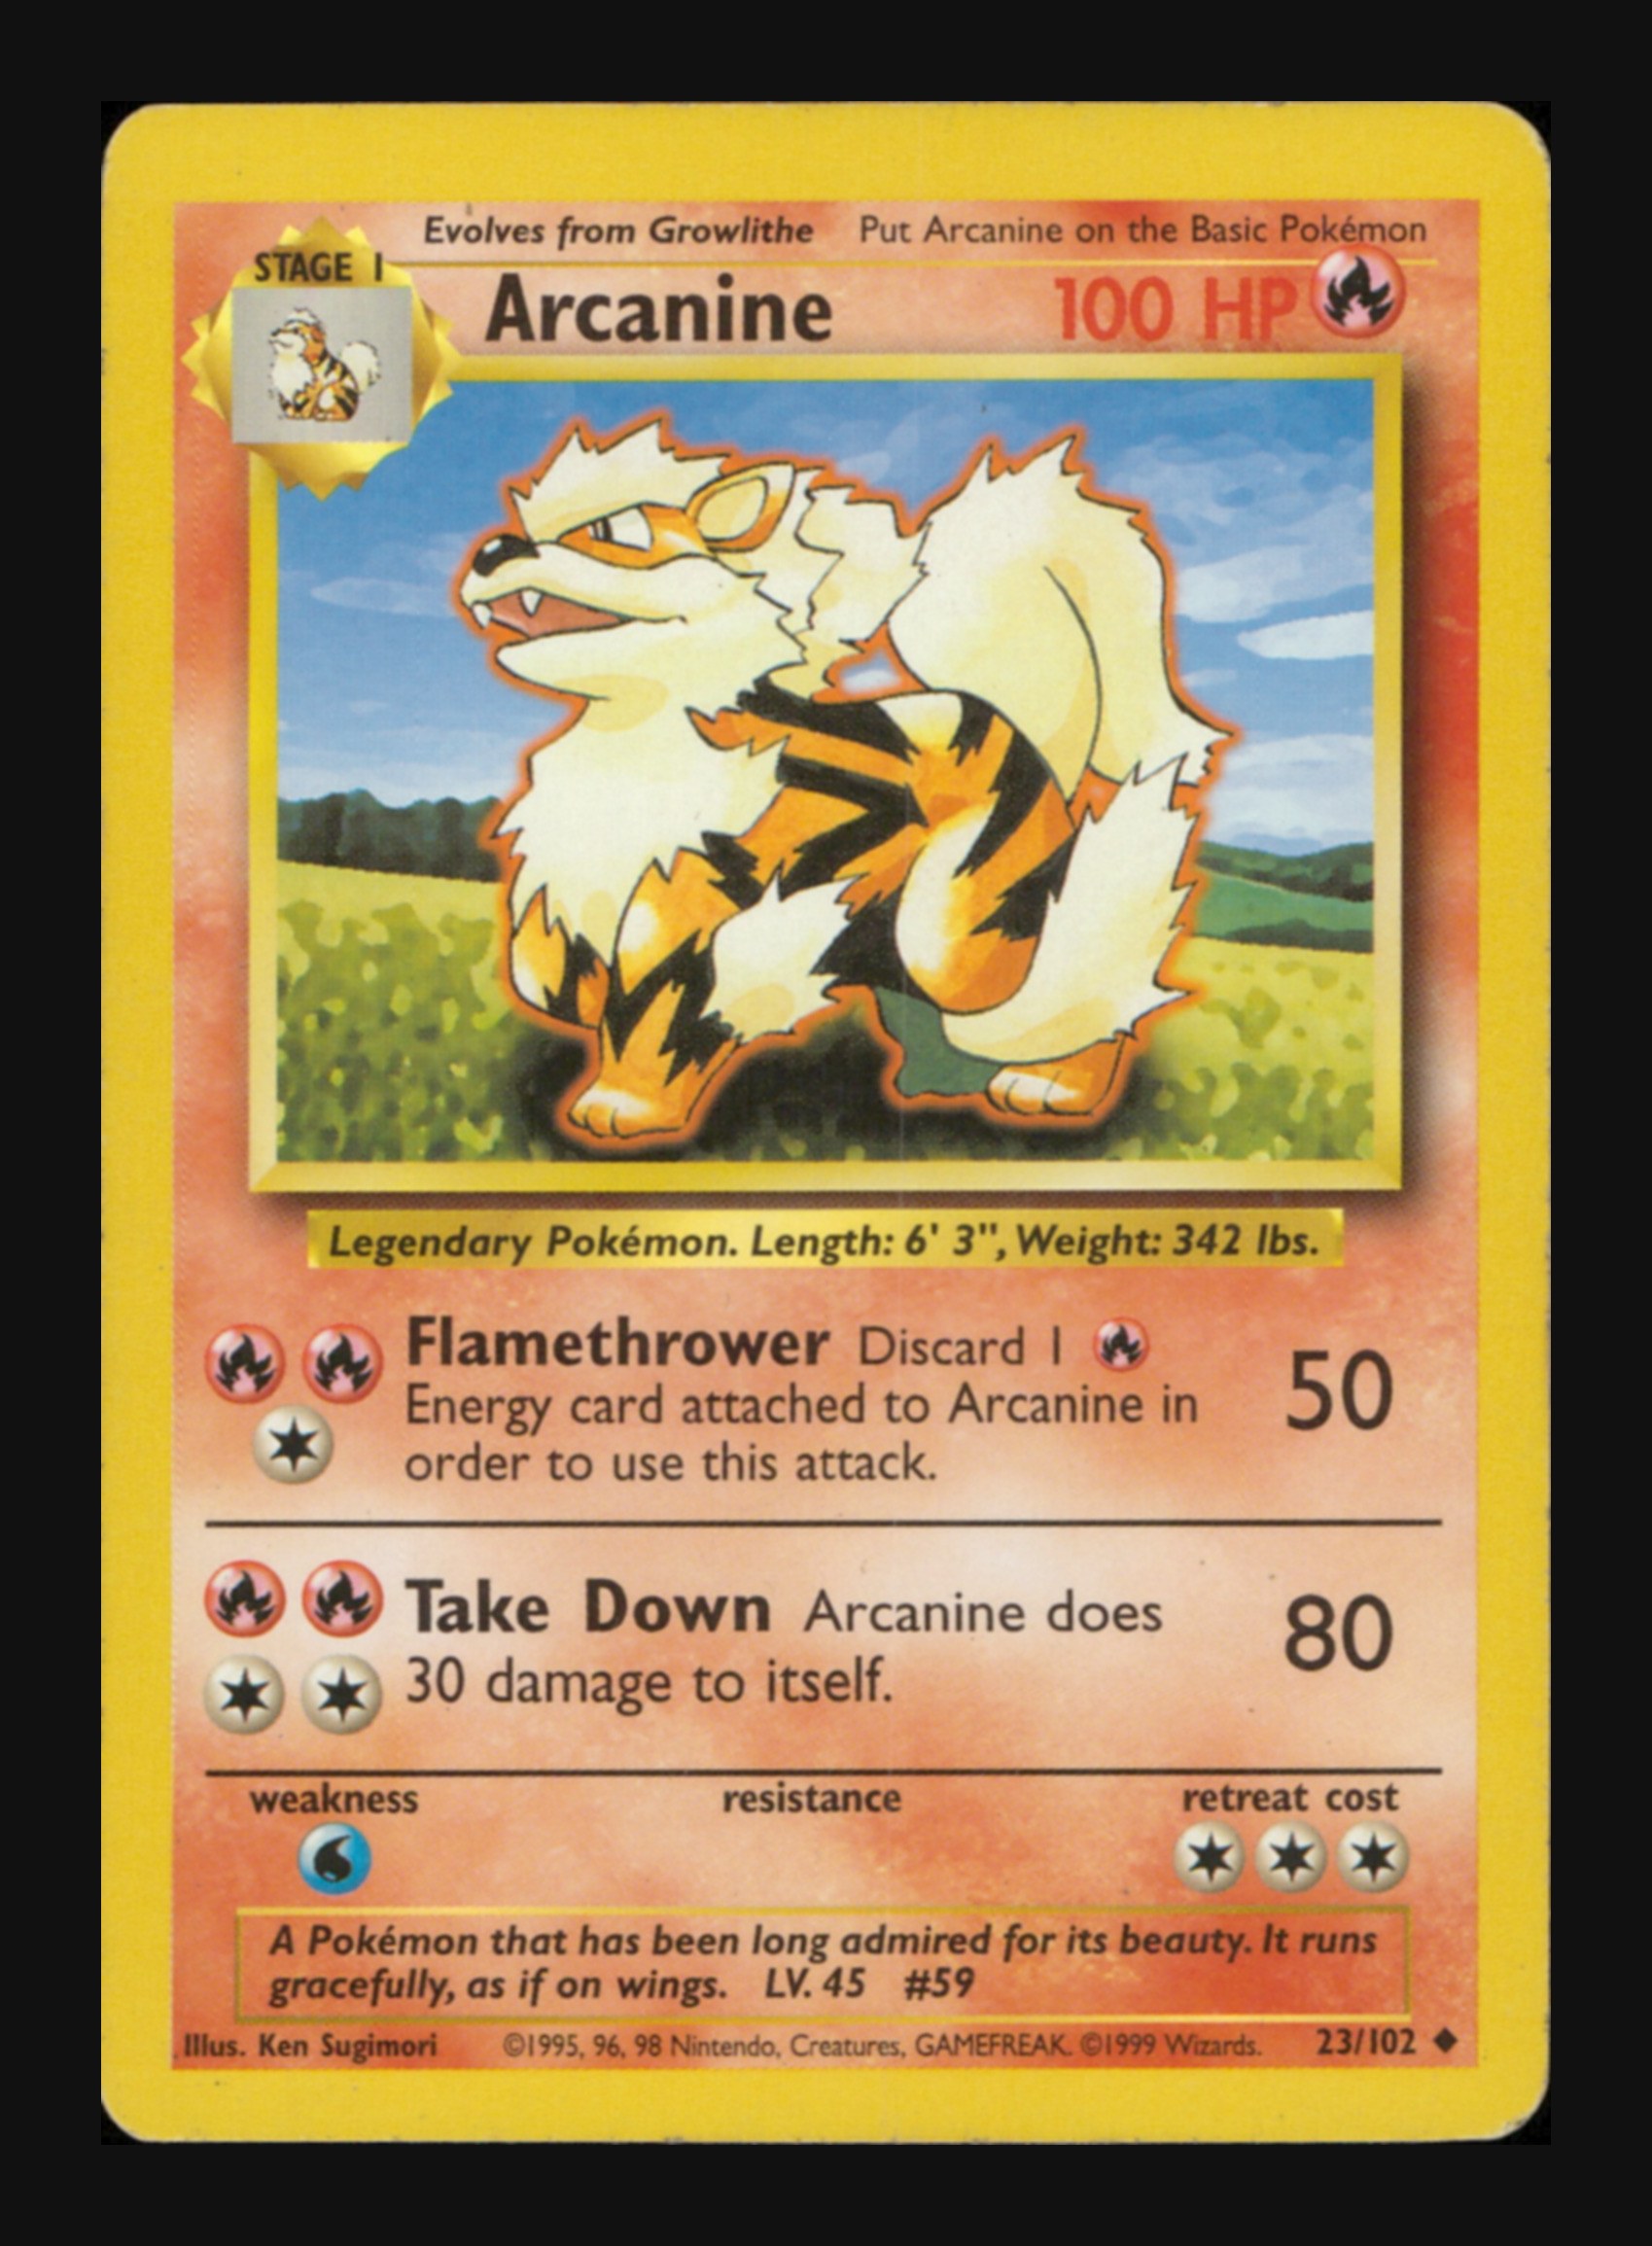 Evolves from Growlithe Put Arcanine on the Basic Pokémon
STAGE 1
Arcanine 100 HP
Legendary Pokémon. Length: 6' 3", Weight: 342 lbs.
Flamethrower Discard 1
Energy card attached to Arcanine in
order to use this attack.
50
Take Down Arcanine does
30 damage to itself.
80
weakness resistance retreat cost
A Pokémon that has been long admired for its beauty. It runs
gracefully, as if on wings. LV. 45 #59
Illus. Ken Sugimori ©1995, 96, 98 Nintendo, Creatures, GAMEFREAK. ©1999 Wizards. 23/102